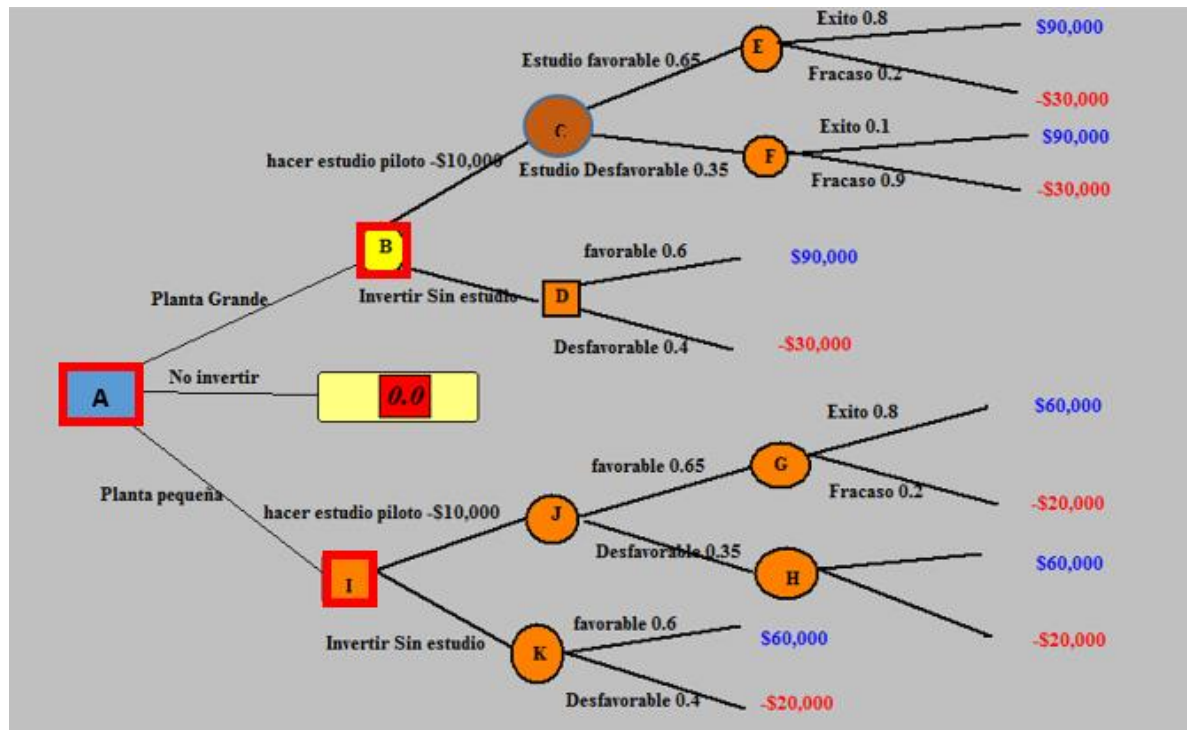 Exito 0.8
$90,000
E
Estudio favorable 0.65
Fracaso 0.2
-$30,000
C
Exito 0.1
$90,000
hacer estudio piloto -$10,000
F
Estudio Desfavorable 0.35
Fracaso 0.9
-$30,000
B
favorable 0.6
$90,000
Planta Grande
Invertir Sin estudio
D
Desfavorable 0.4
-$30,000
No invertir
A
0.0
Exito 0.8
$60,000
favorable 0.65
G
Planta pequeña
Fracaso 0.2
-$20,000
hacer estudio piloto -$10,000
J
Desfavorable 0.35
$60,000
I
H
favorable 0.6
$60,000
Invertir Sin estudio
K
-$20,000
Desfavorable 0.4
-$20,000